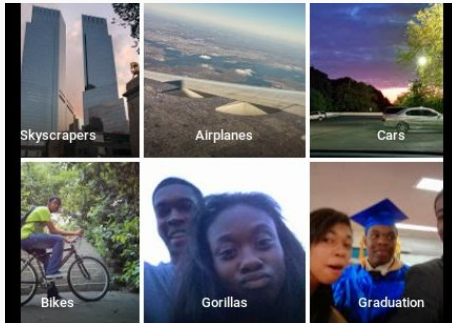 Skyscrapers
Airplanes
Cars
Bikes
Gorillas
Graduation